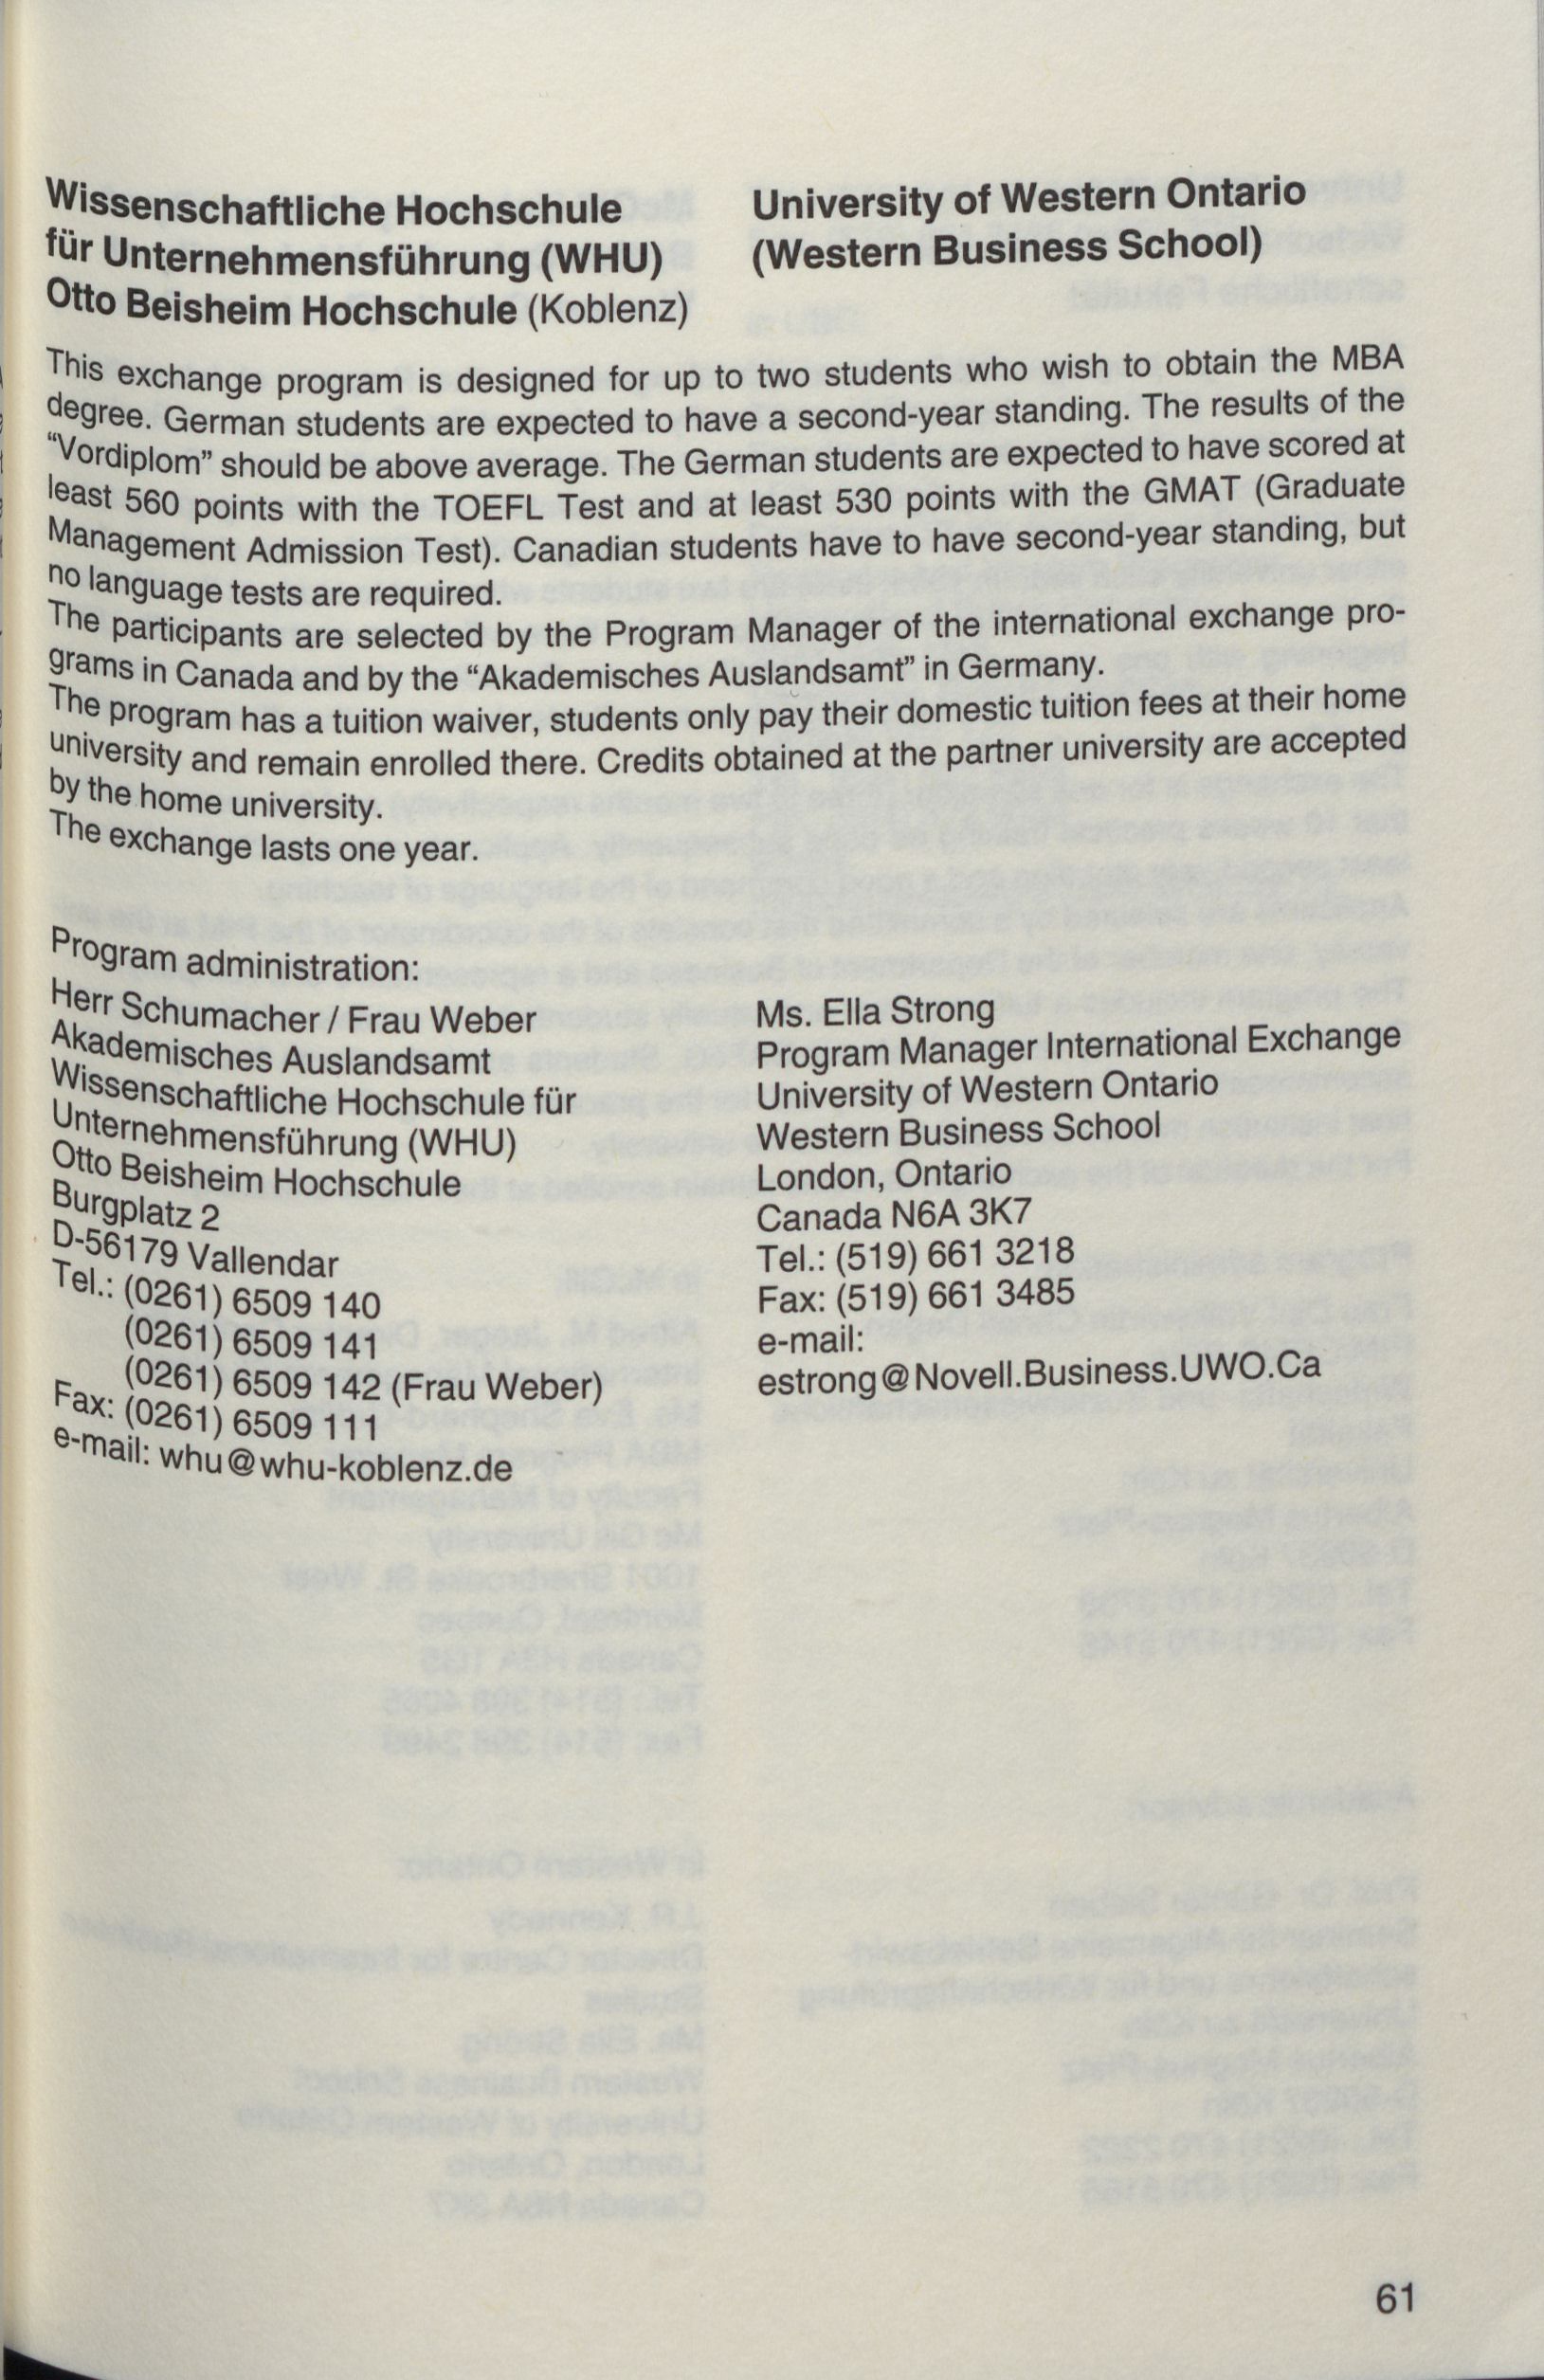 Wissenschaftliche Hochschule
für Unternehmensführung (WHU)
Otto Beisheim Hochschule (Koblenz)
University of Western Ontario
(Western Business School)
This exchange program is designed for up to two students who wish to obtain the MBA
degree. German students are expected to have a second-year standing. The results of the
“Vordiplom” should be above average. The German students are expected to have scored at
least 560 points with the TOEFL Test and at least 530 points with the GMAT (Graduate
Management Admission Test). Canadian students have to have second-year standing, but
no language tests are required.
The participants are selected by the Program Manager of the international exchange pro-
grams in Canada and by the “Akademisches Auslandsamt” in Germany.
The program has a tuition waiver, students only pay their domestic tuition fees at their home
university and remain enrolled there. Credits obtained at the partner university are accepted
by the home university.
The exchange lasts one year.
Program administration:
Herr Schumacher / Frau Weber
Akademisches Auslandsamt
Wissenschaftliche Hochschule für
Unternehmensführung (WHU)
Otto Beisheim Hochschule
Burgplatz 2
D-56179 Vallendar
Tel.: (0261) 6509 140
(0261) 6509 141
(0261) 6509 142 (Frau Weber)
Fax: (0261) 6509 111
e-mail: whu@whu-koblenz.de
Ms. Ella Strong
Program Manager International Exchange
University of Western Ontario
Western Business School
London, Ontario
Canada N6A 3K7
Tel.: (519) 661 3218
Fax: (519) 661 3485
e-mail:
estrong@Novell.Business.UWO.Ca
61